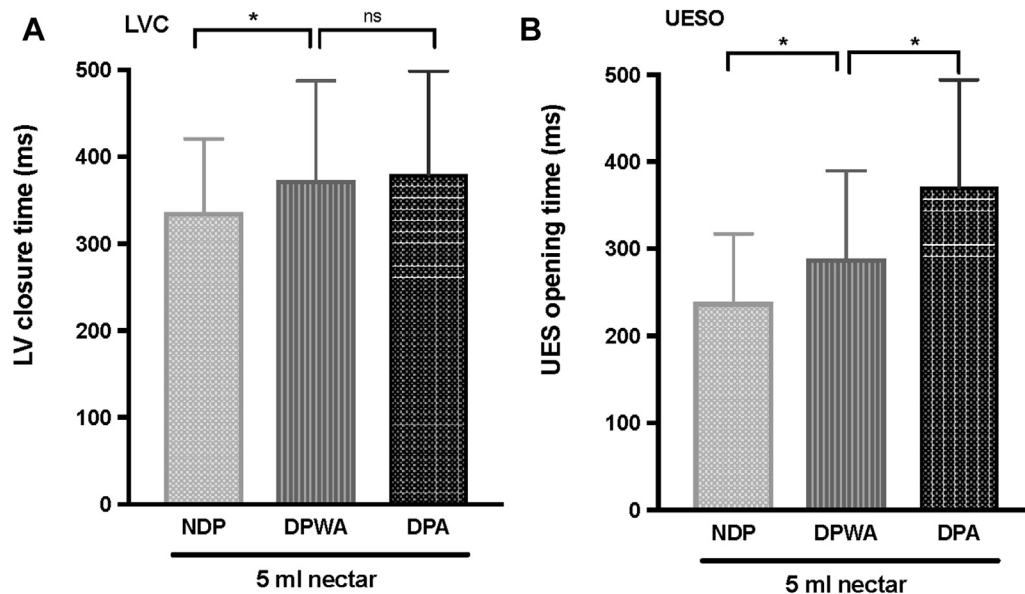 A
LVC
*
ns
LV closure time (ms)
500
400
300
200
100
0
NDP
DPWA
DPA
5 ml nectar
B
UESO
*
*
UES opening time (ms)
500
400
300
200
100
0
NDP
DPWA
DPA
5 ml nectar